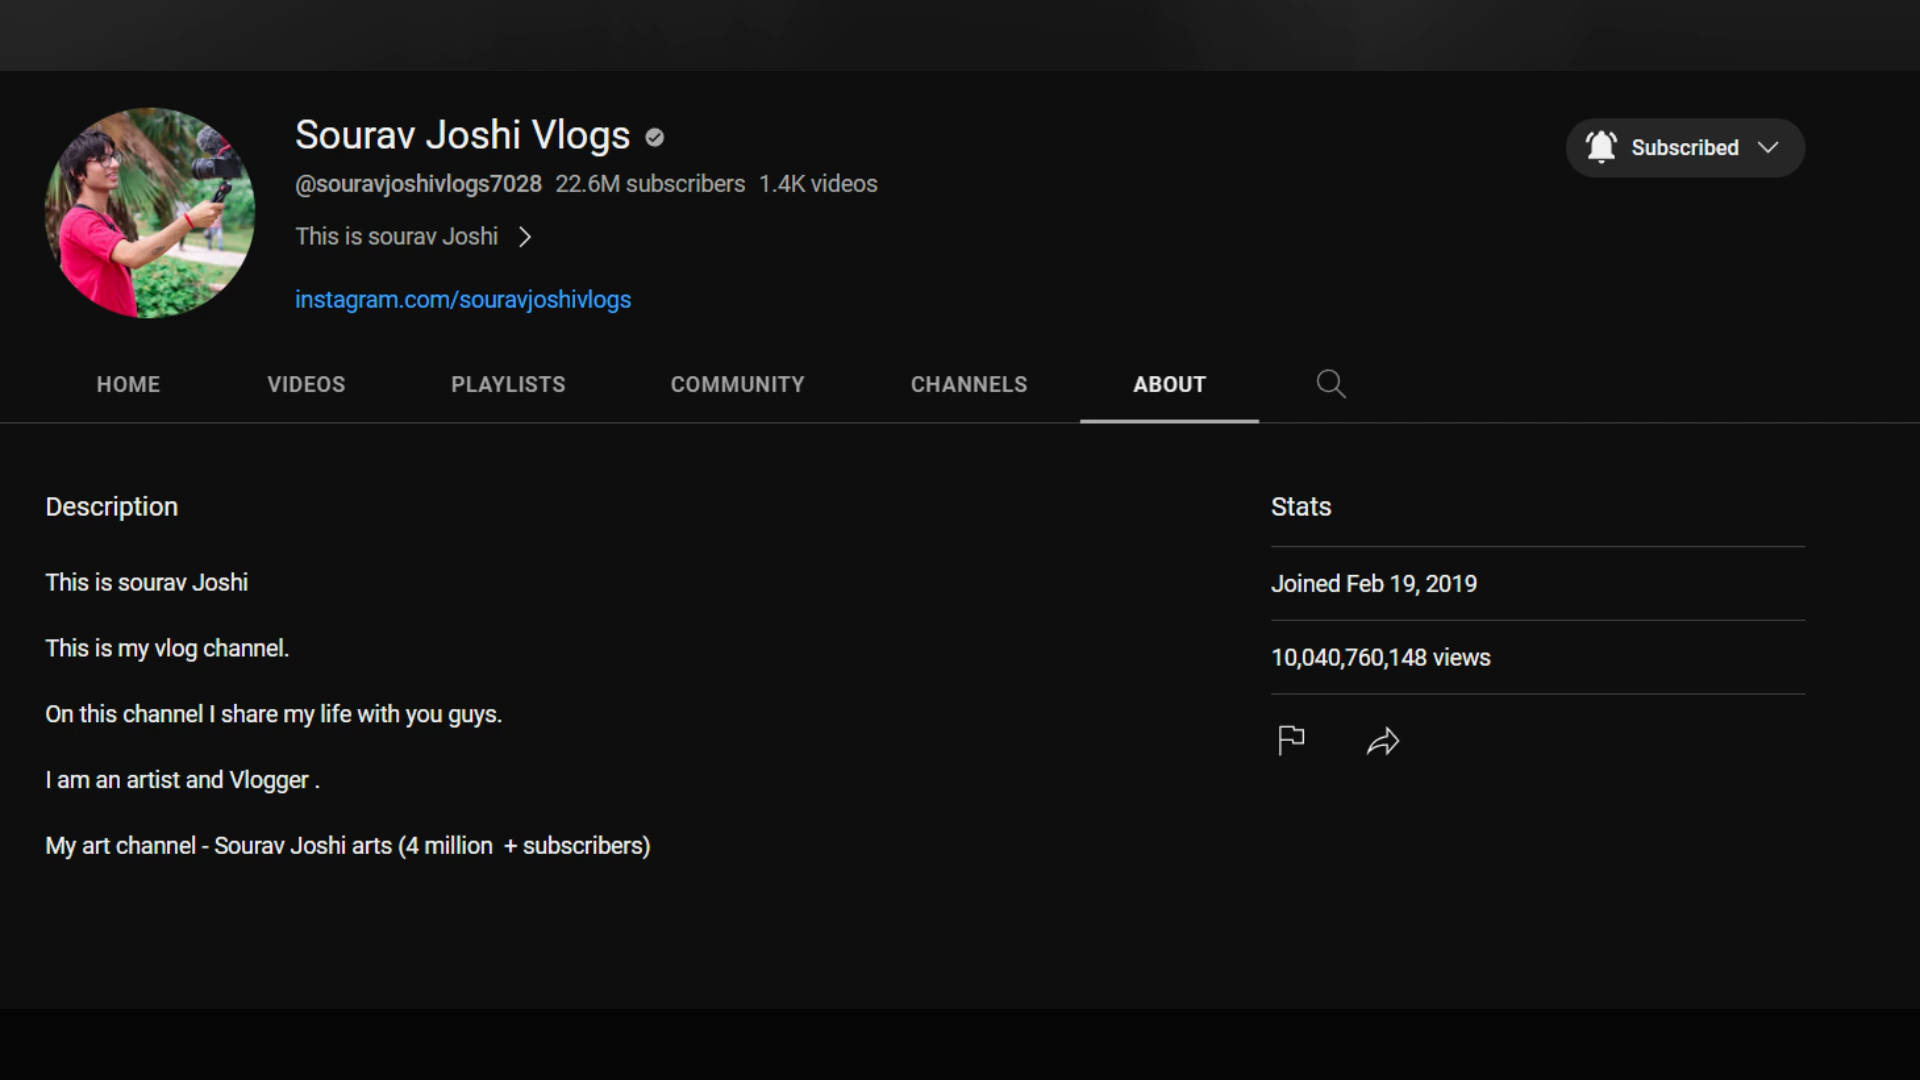 Sourav Joshi Vlogs
Subscribed
@souravjoshivlogs7028 22.6M subscribers 1.4K videos
This is sourav Joshi
instagram.com/souravjoshivlogs
HOME VIDEOS PLAYLISTS COMMUNITY CHANNELS ABOUT
Description
This is sourav Joshi
This is my vlog channel.
On this channel I share my life with you guys.
I am an artist and Vlogger .
My art channel - Sourav Joshi arts (4 million  + subscribers)
Stats
Joined Feb 19, 2019
10,040,760,148 views